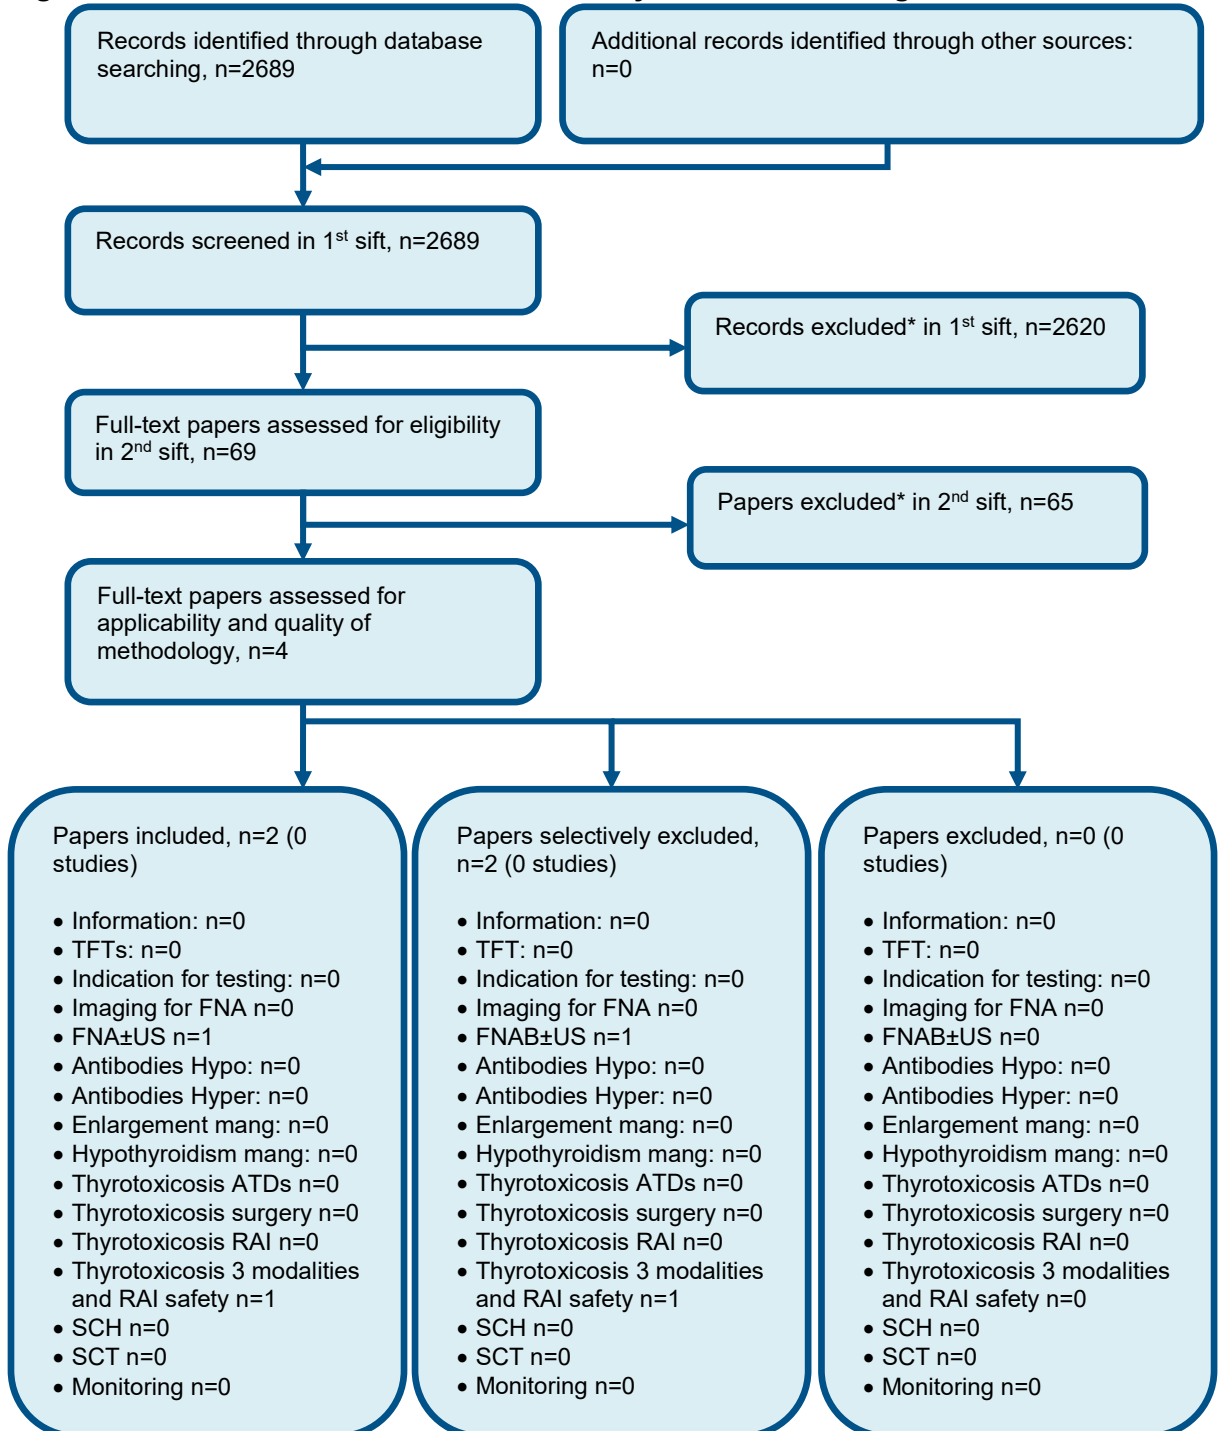 Records identified through database
searching, n=2689
Additional records identified through other sources:
n=0
Records screened in 1st sift, n=2689
Records excluded* in 1st sift, n=2620
Full-text papers assessed for eligibility
in 2nd sift, n=69
Papers excluded* in 2nd sift, n=65
Full-text papers assessed for
applicability and quality of
methodology, n=4
Papers included, n=2 (0
studies)
• Information: n=0
• TFTs: n=0
• Indication for testing: n=0
• Imaging for FNA n=0
• FNA±US n=1
• Antibodies Hypo: n=0
• Antibodies Hyper: n=0
• Enlargement mang: n=0
• Hypothyroidism mang: n=0
• Thyrotoxicosis ATDs n=0
• Thyrotoxicosis surgery n=0
• Thyrotoxicosis RAI n=0
• Thyrotoxicosis 3 modalities
and RAI safety n=1
• SCH n=0
• SCT n=0
• Monitoring n=0
Papers selectively excluded,
n=2 (0 studies)
• Information: n=0
• TFT: n=0
• Indication for testing: n=0
• Imaging for FNA n=0
• FNAB±US n=1
• Antibodies Hypo: n=0
• Antibodies Hyper: n=0
• Enlargement mang: n=0
• Hypothyroidism mang: n=0
• Thyrotoxicosis ATDs n=0
• Thyrotoxicosis surgery n=0
• Thyrotoxicosis RAI n=0
• Thyrotoxicosis 3 modalities
and RAI safety n=1
• SCH n=0
• SCT n=0
• Monitoring n=0
Papers excluded, n=0 (0
studies)
• Information: n=0
• TFT: n=0
• Indication for testing: n=0
• Imaging for FNA n=0
• FNAB±US n=0
• Antibodies Hypo: n=0
• Antibodies Hyper: n=0
• Enlargement mang: n=0
• Hypothyroidism mang: n=0
• Thyrotoxicosis ATDs n=0
• Thyrotoxicosis surgery n=0
• Thyrotoxicosis RAI n=0
• Thyrotoxicosis 3 modalities
and RAI safety n=0
• SCH n=0
• SCT n=0
• Monitoring n=0